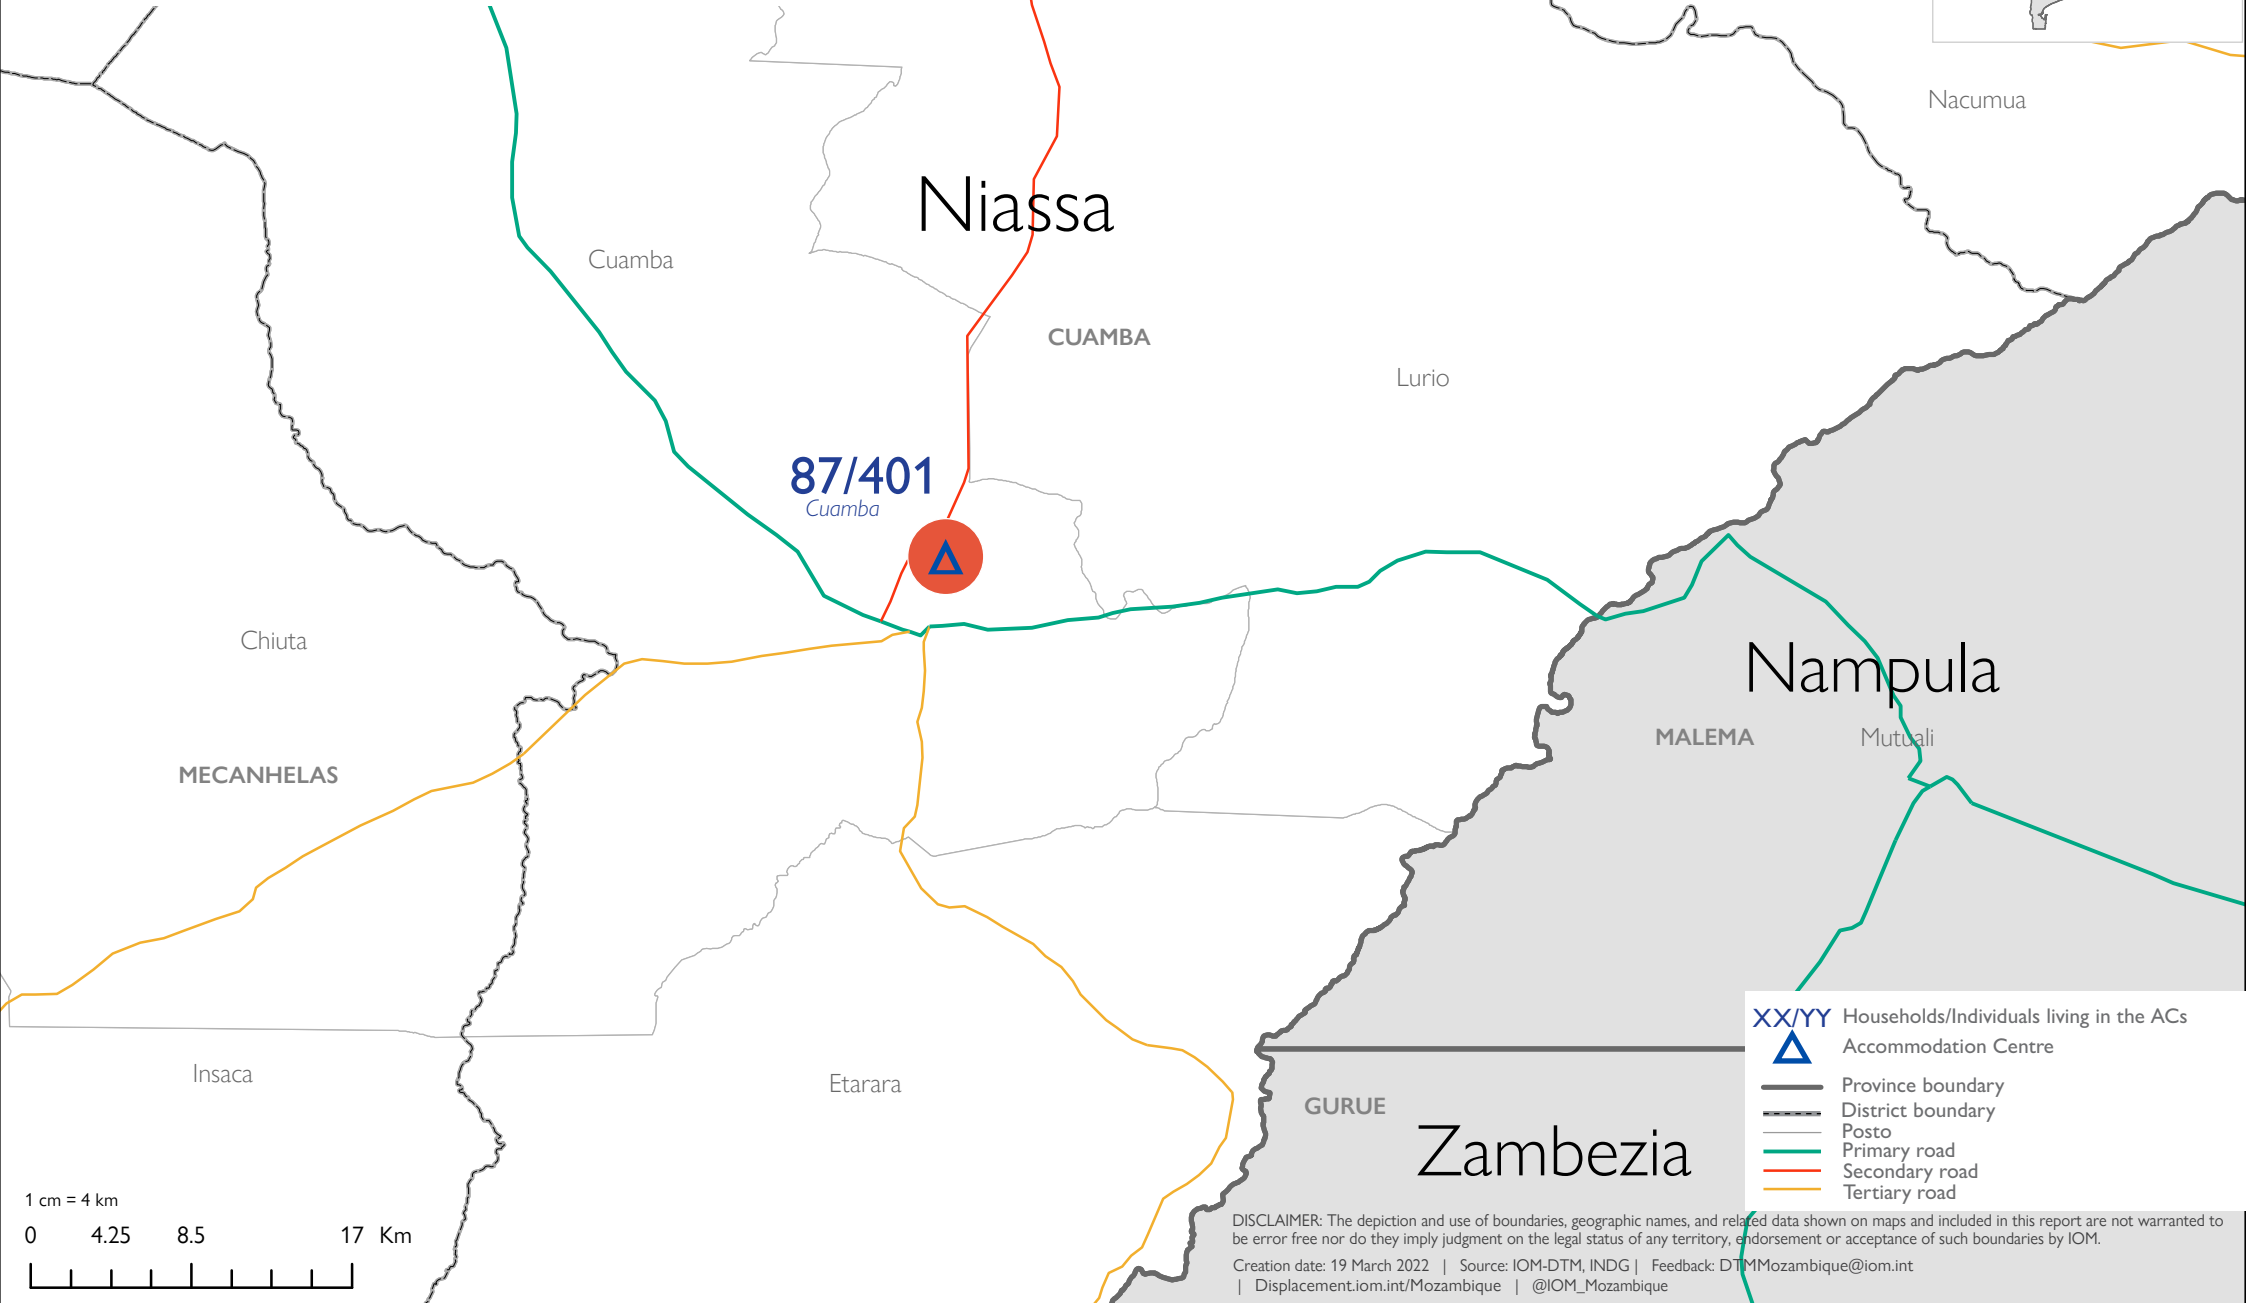 Nacumua
Niassa
Cuamba
CUAMBA
Lurio
87/401
Cuamba
Chiuta
Nampula
MALEMA
Mutuali
MECANHELAS
Insaca
Etarara
GURUE
Zambezia
XX/YY Households/Individuals living in the ACs
Accommodation Centre
Province boundary
District boundary
Posto
Primary road
Secondary road
Tertiary road
1 cm = 4 km
0 4.25 8.5 17 Km
DISCLAIMER: The depiction and use of boundaries, geographic names, and related data shown on maps and included in this report are not warranted to
be error free nor do they imply judgment on the legal status of any territory, endorsement or acceptance of such boundaries by IOM.
Creation date: 19 March 2022 | Source: IOM-DTM, INDG | Feedback: DTMMozambique@iom.int
| Displacement.iom.int/Mozambique | @IOM_Mozambique